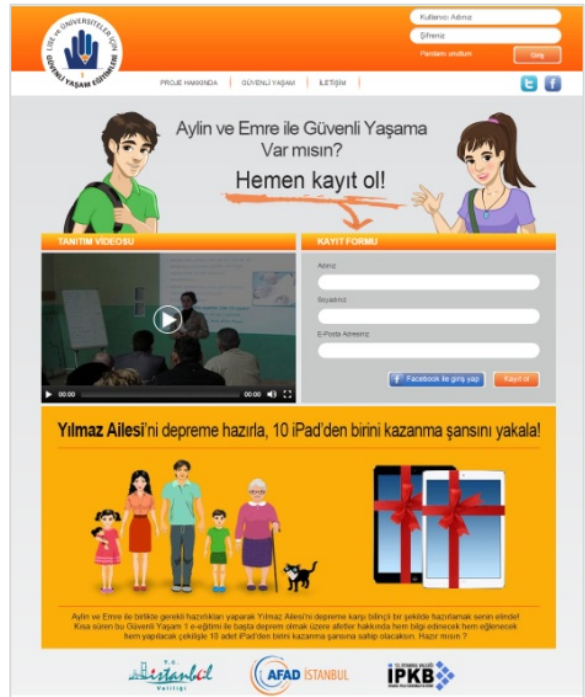 Kullanıcı Adınız
Şifreniz
Parolamı unuttum
Giriş
LİSE ve ÜNİVERSİTELER İÇİN
GÜVENLİ YAŞAM EĞİTİMLERİ
1
PROJE HAKKINDA
GÜVENLİ YAŞAM
İLETİŞİM
Aylin ve Emre ile Güvenli Yaşama
Var mısın?
Hemen kayıt ol!
TANITIM VİDEOSU
KAYIT FORMU
Adınız
Soyadınız
E-Posta Adresiniz
00:00
00:00
Facebook ile giriş yap
Kayıt ol
Yılmaz Ailesi'ni depreme hazırla, 10 iPad'den birini kazanma şansını yakala!
Aylin ve Emre ile birlikte gerekli hazırlıkları yaparak Yılmaz Ailesi'ni depreme karşı bilinçli bir şekilde hazırlamak senin elinde!
Kısa süren bu Güvenli Yaşam 1 e-eğitimi ile başta deprem olmak üzere afetler hakkında hem bilgi edinecek hem eğlenecek
hem yapılacak çekilişle 10 adet iPad'den birini kazanma şansına sahip olacaksın. Hazır mısın ?
T.C.
istanbul
Valiliği
AFAD İSTANBUL
T.C. İSTANBUL VALİLİĞİ
İPKB